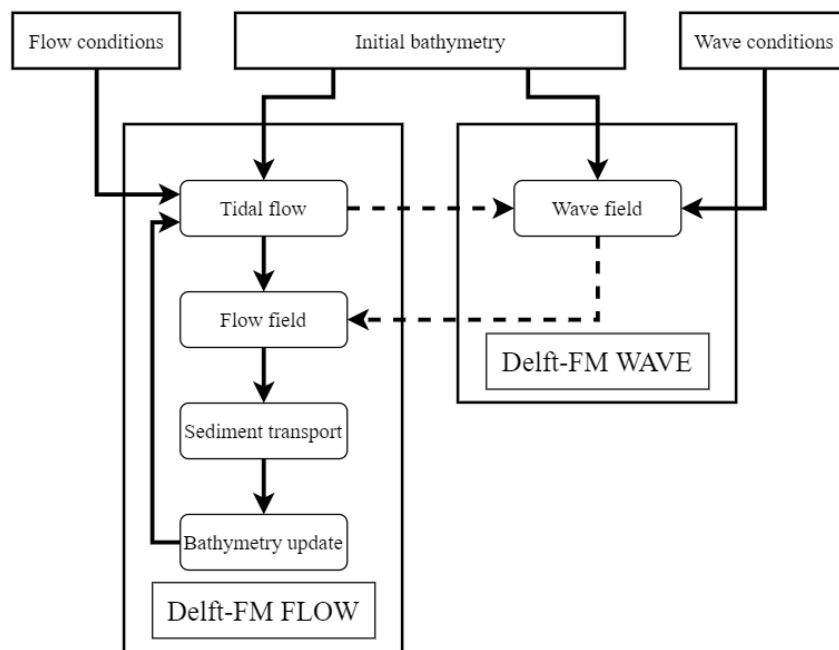 Flow conditions
Initial bathymetry
Wave conditions
Tidal flow
Wave field
Flow field
Delft-FM WAVE
Sediment transport
Bathymetry update
Delft-FM FLOW